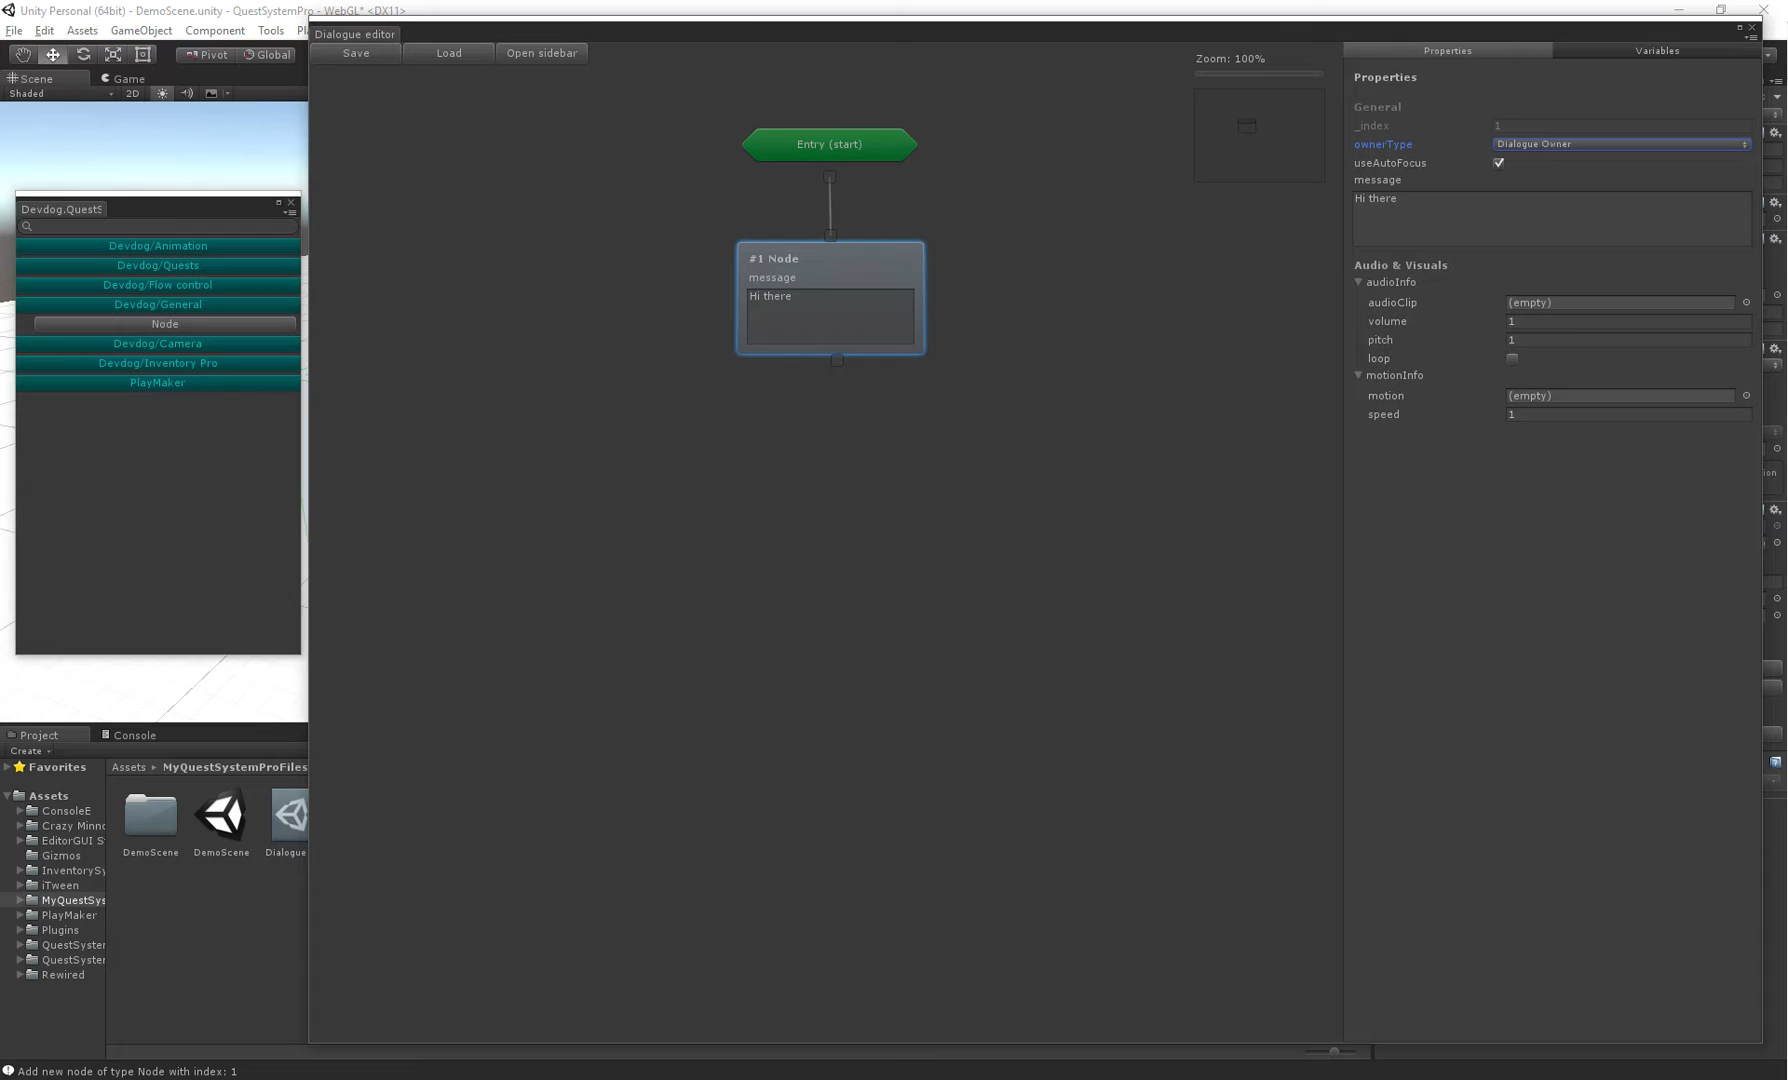 Unity Personal (64bit) - DemoScene.unity - QuestSystemPro - WebGL* <DX11>
File Edit Assets GameObject Component Tools
Pivot Global
Scene Game
Shaded 2D
Devdog.QuestS
Devdog/Animation
Devdog/Quests
Devdog/Flow control
Devdog/General
Node
Devdog/Camera
Devdog/Inventory Pro
PlayMaker
Dialogue editor
Save Load Open sidebar
Zoom: 100%
Entry (start)
#1 Node
message
Hi there
Properties Variables
Properties
General
_index 1
ownerType Dialogue Owner
useAutoFocus
message
Hi there
Audio & Visuals
audioInfo
audioClip (empty)
volume 1
pitch 1
loop
motionInfo
motion (empty)
speed 1
Project Console
Create
Favorites
Assets
ConsoleE
Crazy Minno
EditorGUI S
Gizmos
InventorySy
iTween
MyQuestSys
PlayMaker
Plugins
QuestSyster
QuestSyster
Rewired
Assets MyQuestSystemProFiles
DemoScene DemoScene Dialogue
Add new node of type Node with index: 1